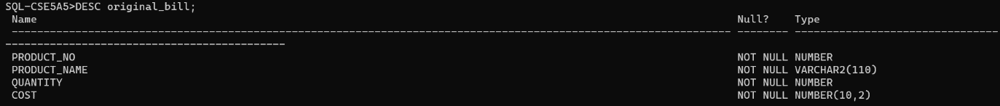 SQL-CSE5A5>DESC original_bill;
Name Null? Type
----------------------------------------------------------------------------------------------------------------- -------- --------------------------------
--------------------------------------------
PRODUCT_NO NOT NULL NUMBER
PRODUCT_NAME NOT NULL VARCHAR2(110)
QUANTITY NOT NULL NUMBER
COST NOT NULL NUMBER(10,2)